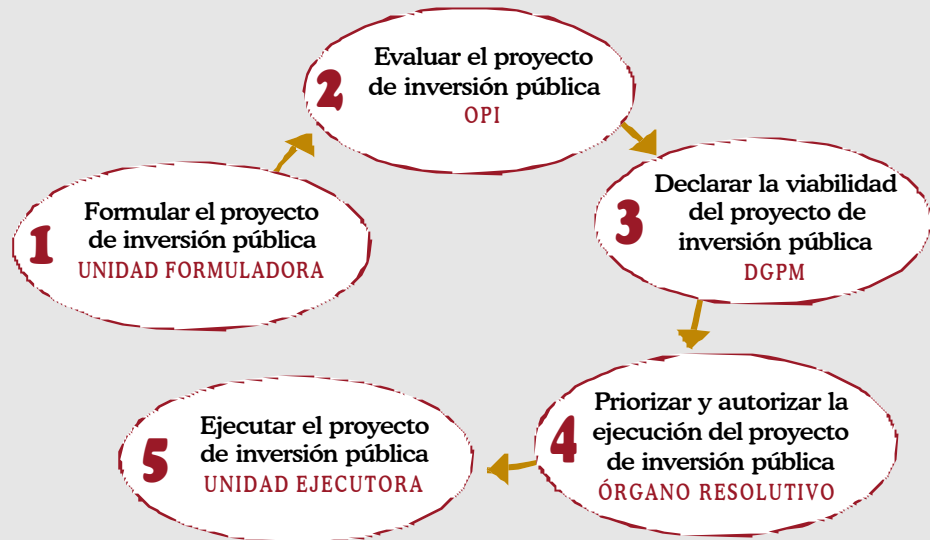 1
Formular el proyecto
de inversión pública
UNIDAD FORMULADORA
2
Evaluar el proyecto
de inversión pública
OPI
3
Declarar la viabilidad
del proyecto de
inversión pública
DGPM
4
Priorizar y autorizar la
ejecución del proyecto
de inversión pública
ÓRGANO RESOLUTIVO
5
Ejecutar el proyecto
de inversión pública
UNIDAD EJECUTORA